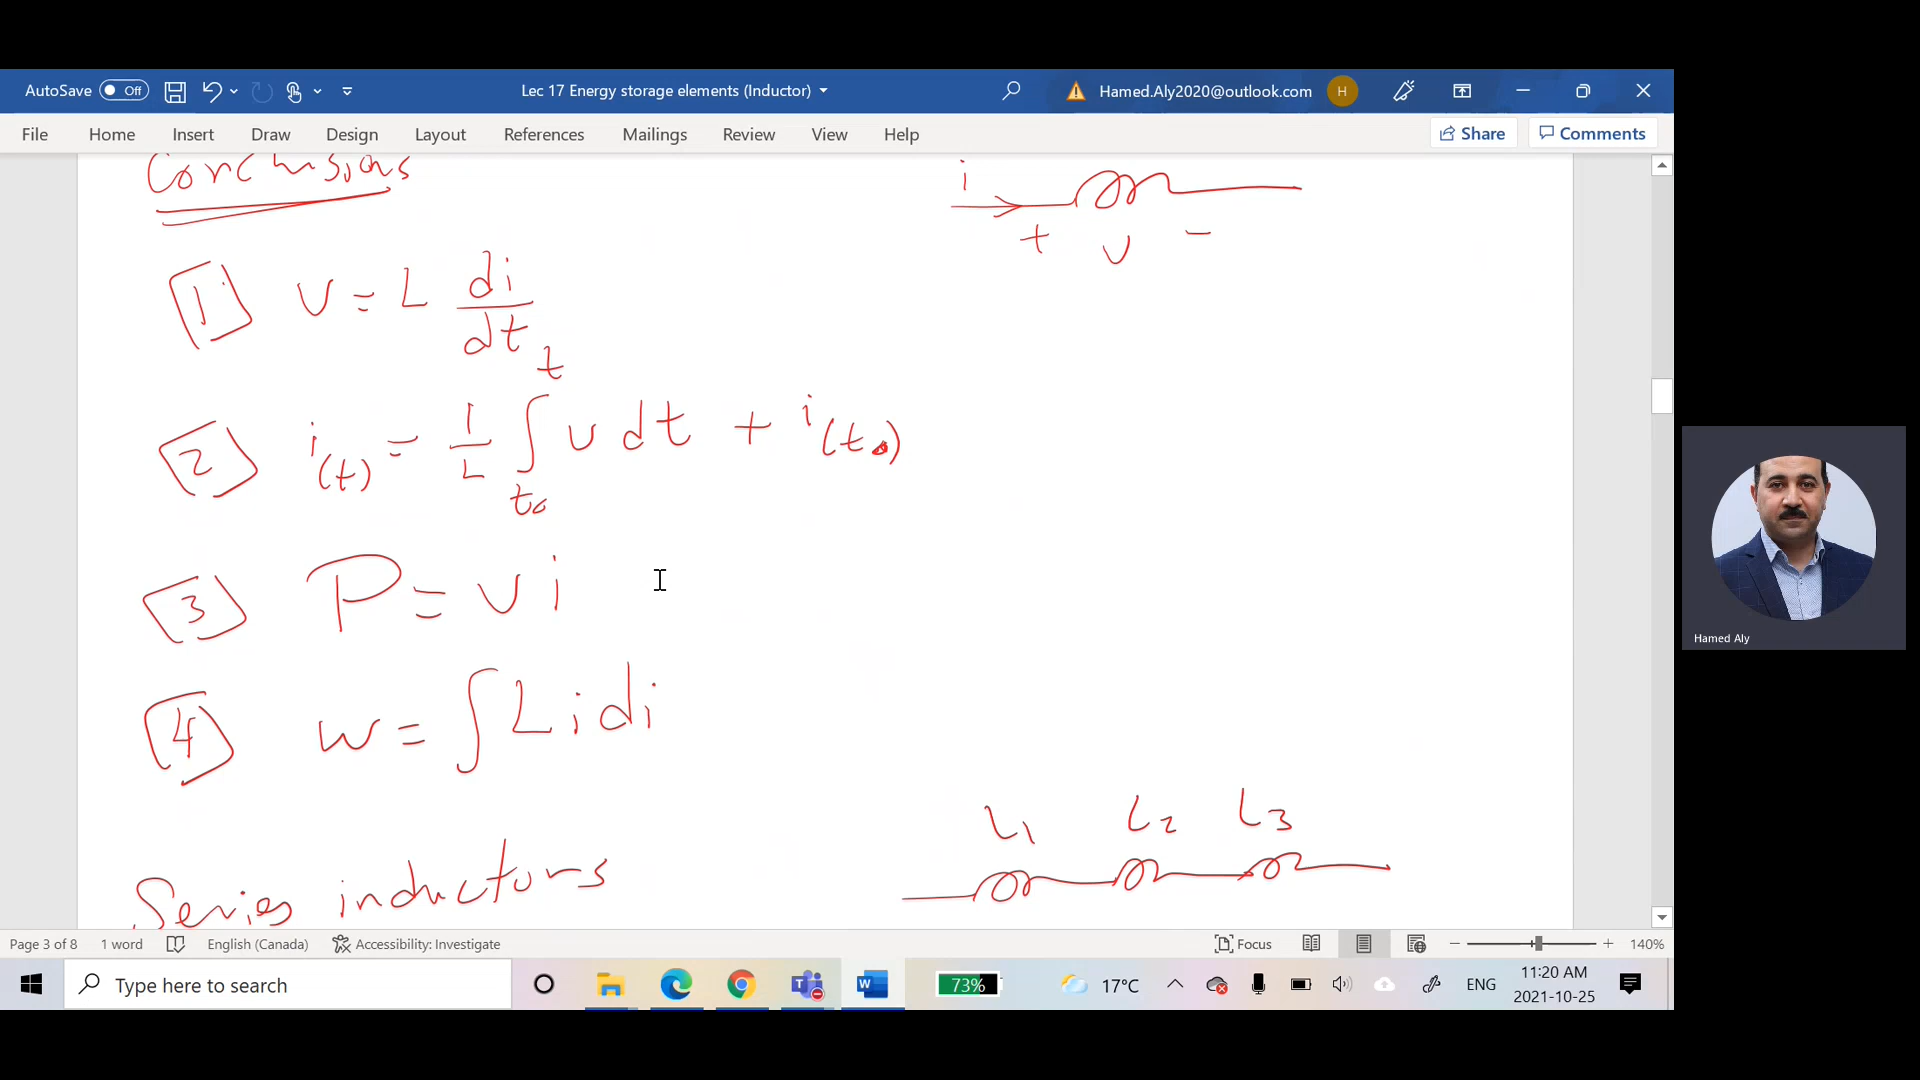 AutoSave Off Lec 17 Energy storage elements (Inductor) Hamed.Aly2020@outlook.com H
File Home Insert Draw Design Layout References Mailings Review View Help Share Comments
Conclusions
i
+ v −
1 v = L di/dt
2 i(t) = 1/L ∫ t t₀ v dt + i(t₀)
3 P = v i
4 w = ∫ L i di
L₁ L₂ L₃
Series inductors
Hamed Aly
Page 3 of 8 1 word English (Canada) Accessibility: Investigate Focus 140%
Type here to search 73% 17°C ENG 11:20 AM
2021-10-25